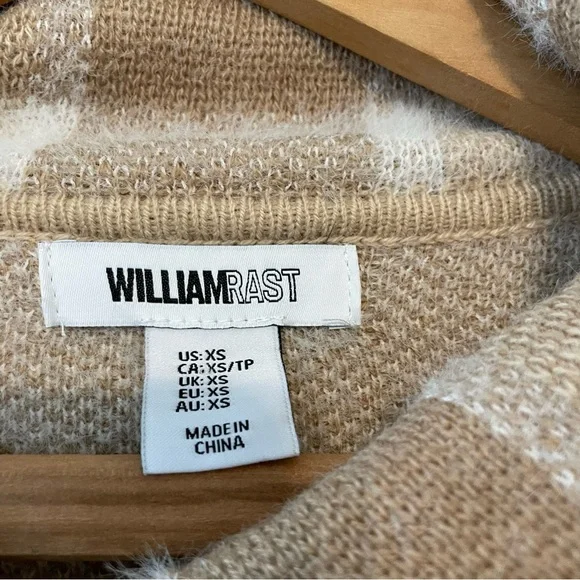 WILLIAMRAST
US: XS
CA: XS/TP
UK: XS
EU: XS
AU: XS
MADE IN
CHINA